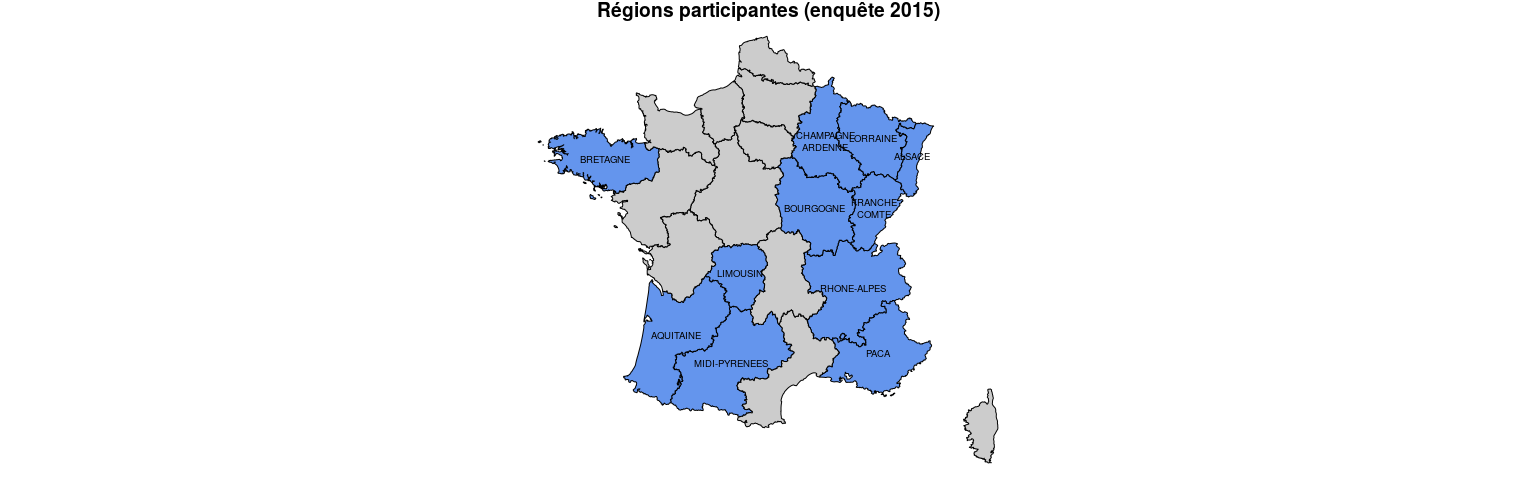 Régions participantes (enquête 2015)
CHAMPAGNE
ARDENNE
LORRAINE
ALSACE
BRETAGNE
BOURGOGNE
FRANCHE
COMTE
LIMOUSIN
RHONE-ALPES
AQUITAINE
PACA
MIDI-PYRENEES